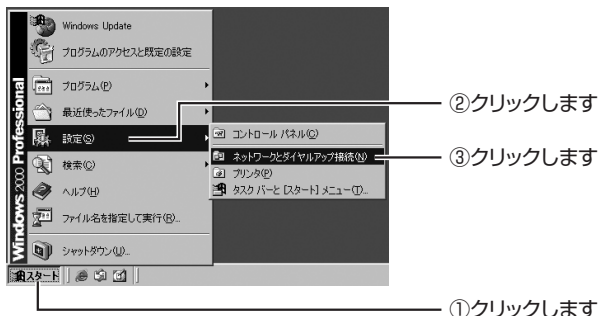 Windows Update
プログラムのアクセスと既定の設定
プログラム(P)
最近使ったファイル(D)
設定(S)
検索(C)
ヘルプ(H)
ファイル名を指定して実行(R)...
シャットダウン(U)...
Windows 2000 Professional
コントロール パネル(C)
ネットワークとダイヤルアップ接続(N)
プリンタ(P)
タスク バーと [スタート] メニュー(T)...
スタート
②クリックします
③クリックします
①クリックします